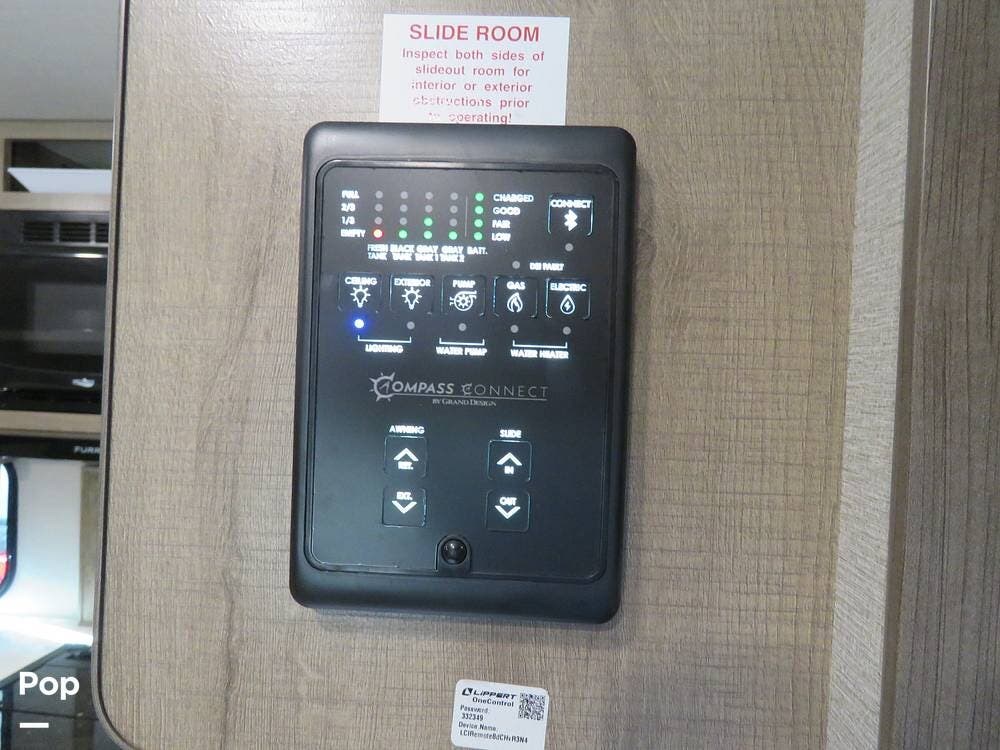 SLIDE ROOM
Inspect both sides of
slideout room for
interior or exterior
obstructions prior
to operating!
FULL
2/3
1/3
EMPTY
CHARGED
GOOD
FAIR
LOW
CONNECT
FRESH TANK
BLACK TANK
GRAY TANK 1
GRAY TANK 2
BATT.
DSI FAULT
CEILING
EXTERIOR
PUMP
GAS
ELECTRIC
LIGHTING
WATER PUMP
WATER HEATER
COMPASS CONNECT
BY GRAND DESIGN
AWNING
SLIDE
RET.
IN
EXT.
OUT
FURR
LIPPERT
OneControl
Password:
332349
Device Name:
Pop